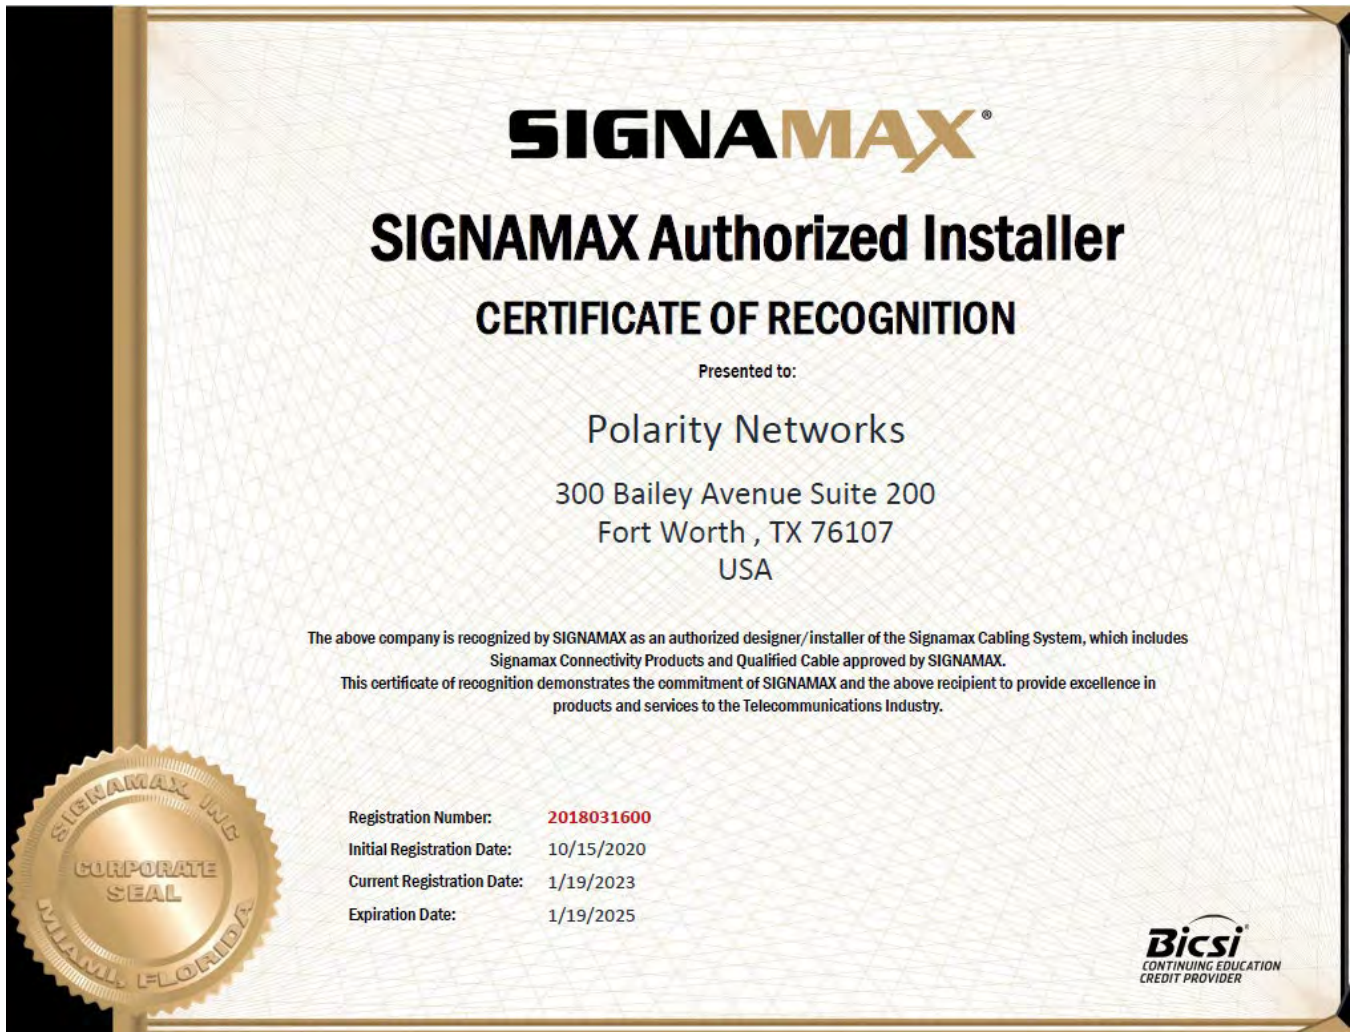 SIGNAMAX®
SIGNAMAX Authorized Installer
CERTIFICATE OF RECOGNITION
Presented to:
Polarity Networks
300 Bailey Avenue Suite 200
Fort Worth , TX 76107
USA
The above company is recognized by SIGNAMAX as an authorized designer/installer of the Signamax Cabling System, which includes
Signamax Connectivity Products and Qualified Cable approved by SIGNAMAX.
This certificate of recognition demonstrates the commitment of SIGNAMAX and the above recipient to provide excellence in
products and services to the Telecommunications Industry.
Registration Number: 2018031600
Initial Registration Date: 10/15/2020
Current Registration Date: 1/19/2023
Expiration Date: 1/19/2025
SIGNAMAX, INC
CORPORATE
SEAL
MIAMI, FLORIDA
Bicsi®
CONTINUING EDUCATION
CREDIT PROVIDER